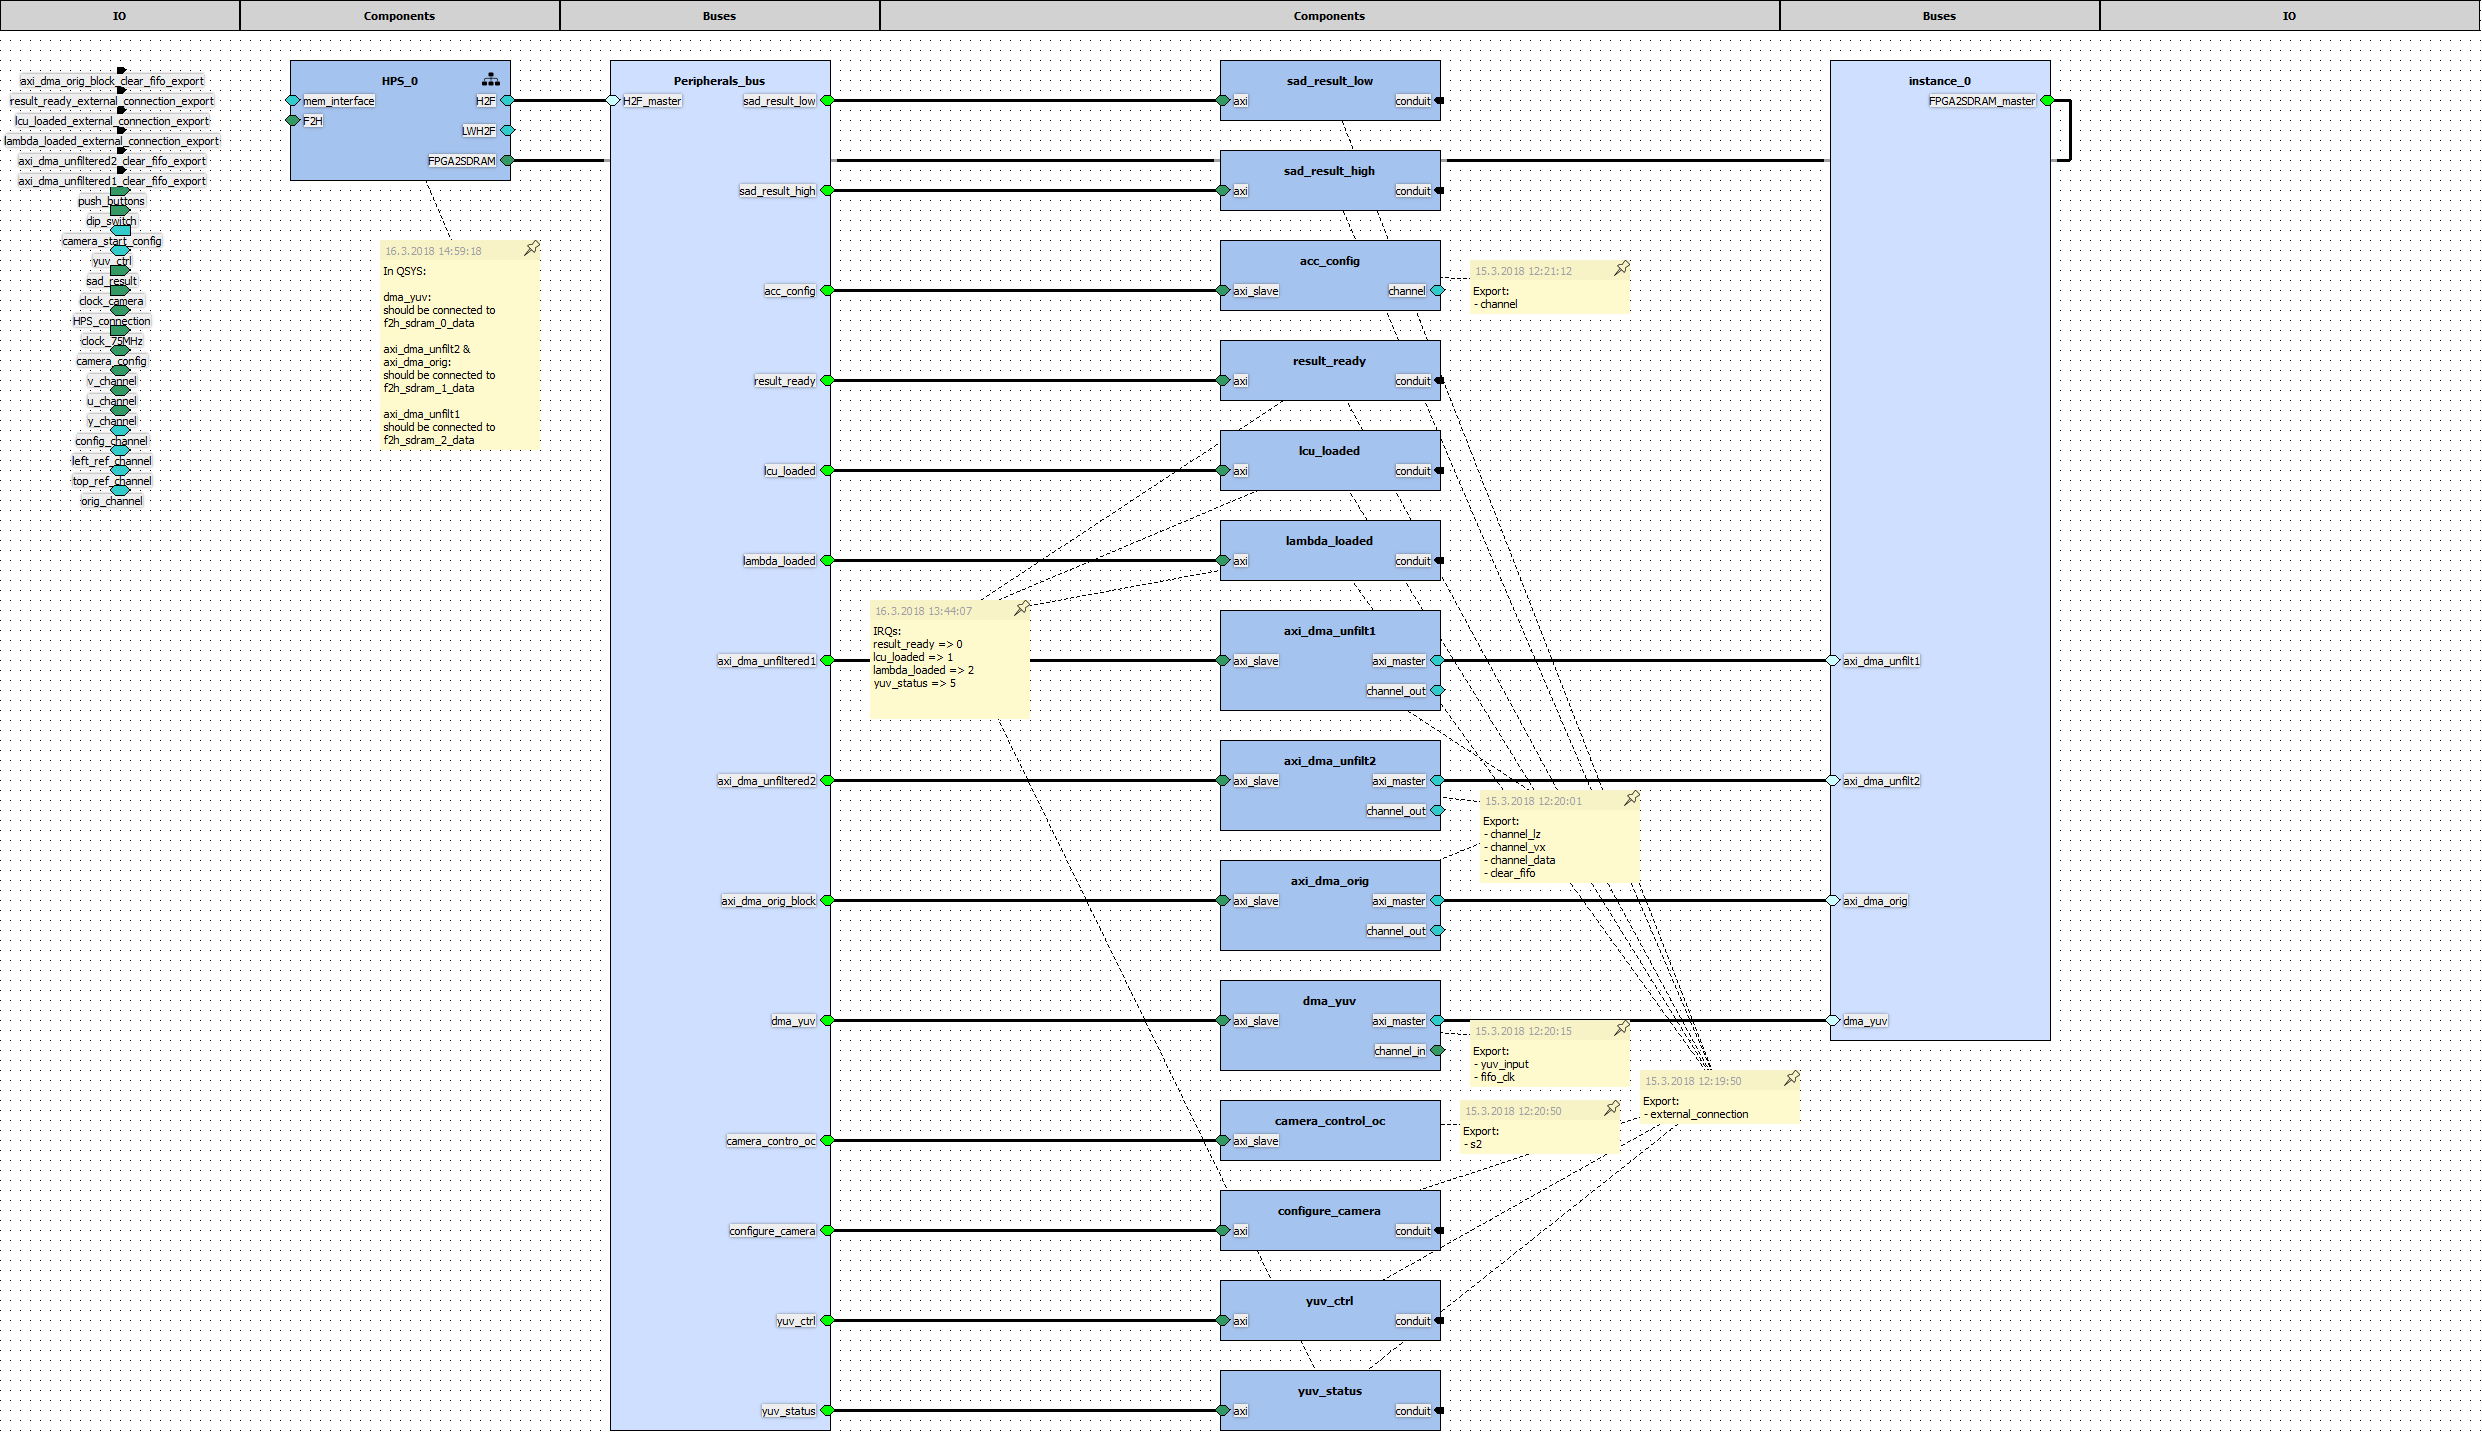 IO
Components
Buses
Components
Buses
IO
axi_dma_orig_block_clear_fifo_export
result_ready_external_connection_export
lcu_loaded_external_connection_export
lambda_loaded_external_connection_export
axi_dma_unfiltered2_clear_fifo_export
axi_dma_unfiltered1_clear_fifo_export
push_buttons
dip_switch
camera_start_config
yuv_ctrl
sad_result
clock_camera
HPS_connection
clock_75MHz
camera_config
v_channel
u_channel
y_channel
config_channel
left_ref_channel
top_ref_channel
orig_channel
HPS_0
mem_interface
H2F
F2H
LWH2F
FPGA2SDRAM
16.3.2018 14:59:18
In QSYS:
dma_yuv:
should be connected to
f2h_sdram_0_data
axi_dma_unfilt2 &
axi_dma_orig:
should be connected to
f2h_sdram_1_data
axi_dma_unfilt1
should be connected to
f2h_sdram_2_data
Peripherals_bus
H2F_master
sad_result_low
sad_result_high
acc_config
result_ready
lcu_loaded
lambda_loaded
axi_dma_unfiltered1
axi_dma_unfiltered2
axi_dma_orig_block
dma_yuv
camera_contro_oc
configure_camera
yuv_ctrl
yuv_status
16.3.2018 13:44:07
IRQs:
result_ready => 0
lcu_loaded => 1
lambda_loaded => 2
yuv_status => 5
sad_result_low
axi
conduit
sad_result_high
axi
conduit
acc_config
axi_slave
channel
15.3.2018 12:21:12
Export:
- channel
result_ready
axi
conduit
lcu_loaded
axi
conduit
lambda_loaded
axi
conduit
axi_dma_unfilt1
axi_slave
axi_master
channel_out
axi_dma_unfilt2
axi_slave
axi_master
channel_out
15.3.2018 12:20:01
Export:
- channel_lz
- channel_vx
- channel_data
- clear_fifo
axi_dma_orig
axi_slave
axi_master
channel_out
dma_yuv
axi_slave
axi_master
channel_in
15.3.2018 12:20:15
Export:
- yuv_input
- fifo_clk
15.3.2018 12:19:50
Export:
- external_connection
camera_control_oc
axi_slave
15.3.2018 12:20:50
Export:
- s2
configure_camera
axi
conduit
yuv_ctrl
axi
conduit
yuv_status
axi
conduit
instance_0
FPGA2SDRAM_master
axi_dma_unfilt1
axi_dma_unfilt2
axi_dma_orig
dma_yuv